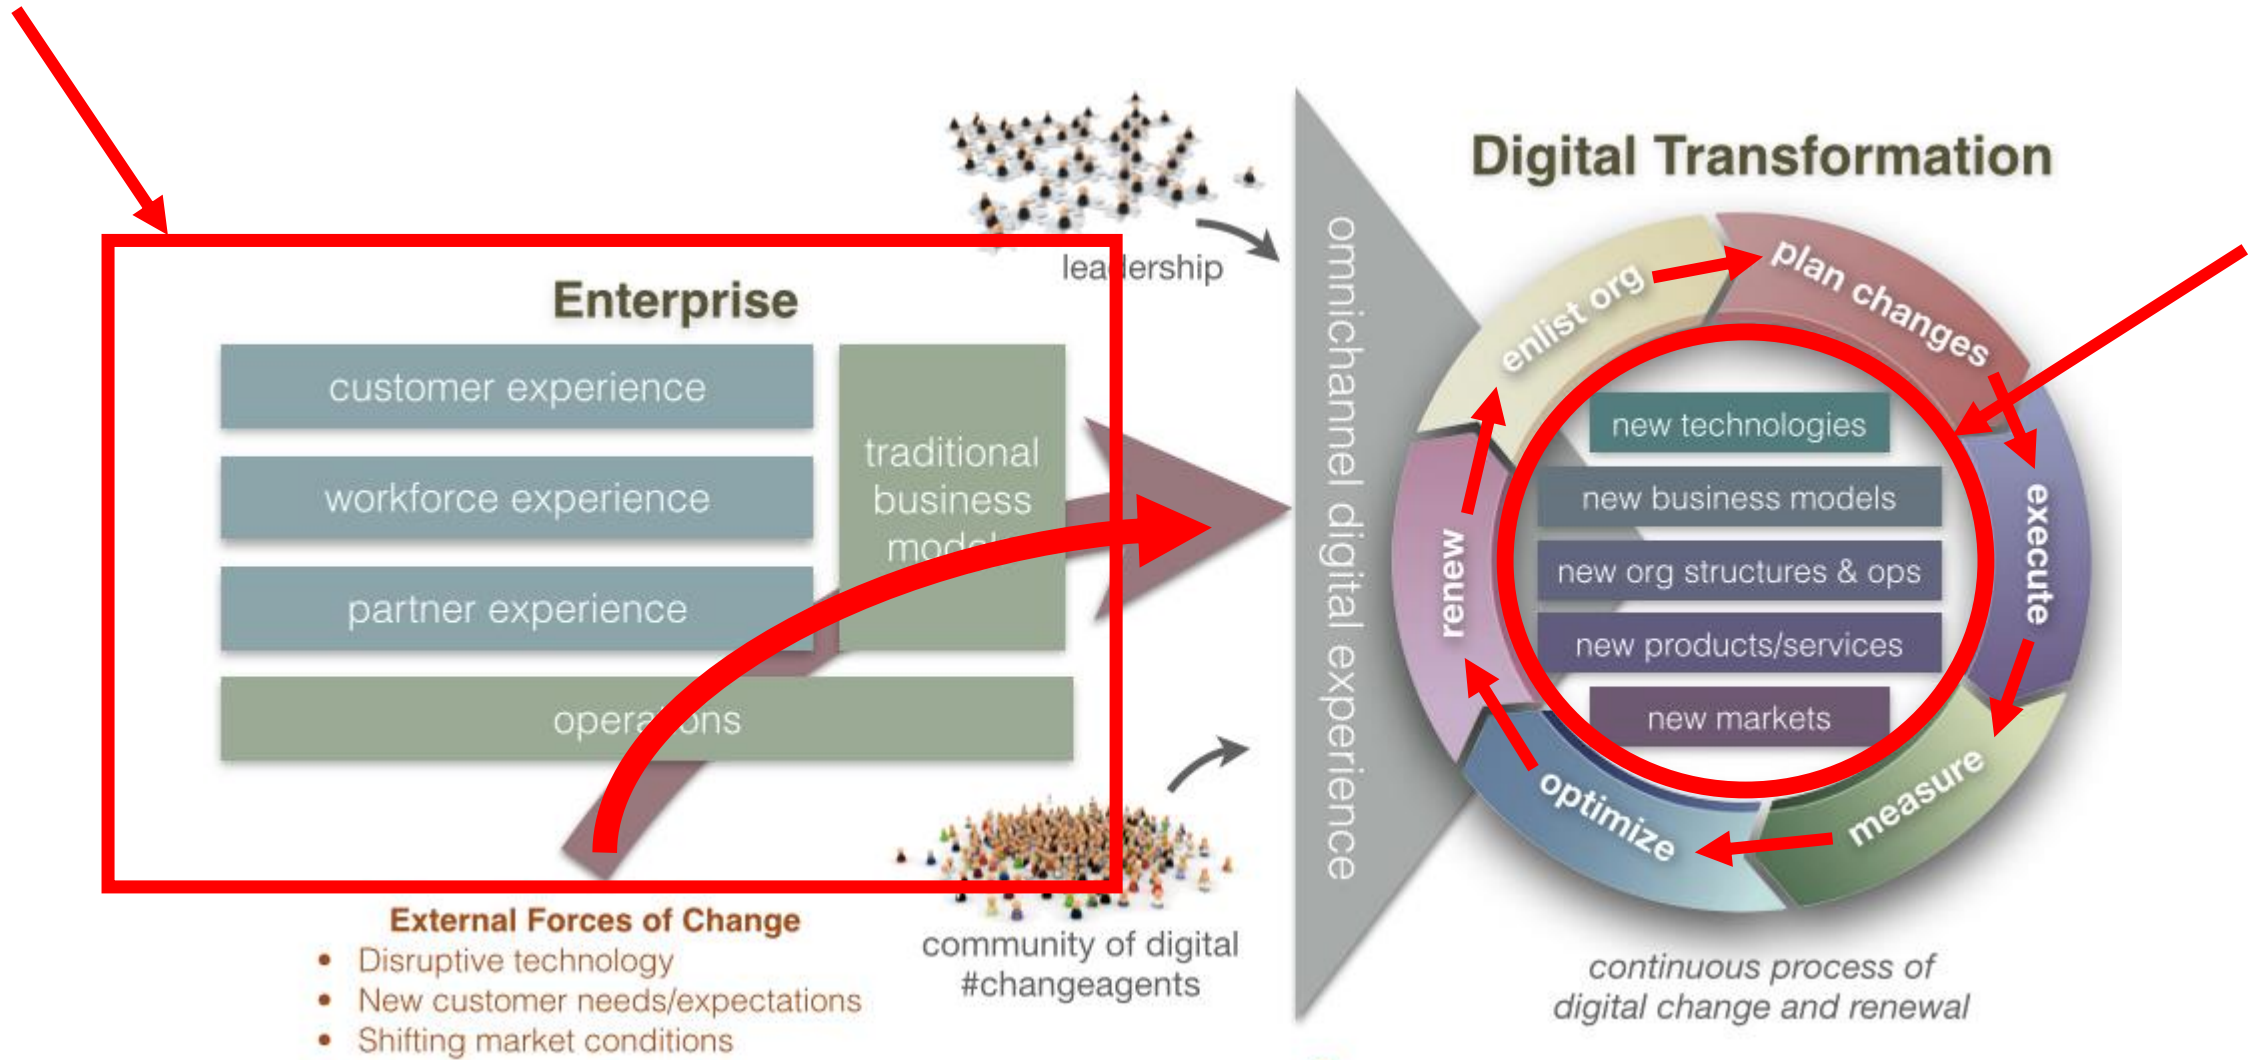 Digital Transformation
leadership
Enterprise
customer experience
workforce experience
partner experience
traditional
business
models
operations
External Forces of Change
• Disruptive technology
• New customer needs/expectations
• Shifting market conditions
community of digital
#changeagents
omnichannel digital experience
enlist org
plan changes
execute
measure
optimize
renew
new technologies
new business models
new org structures & ops
new products/services
new markets
continuous process of
digital change and renewal